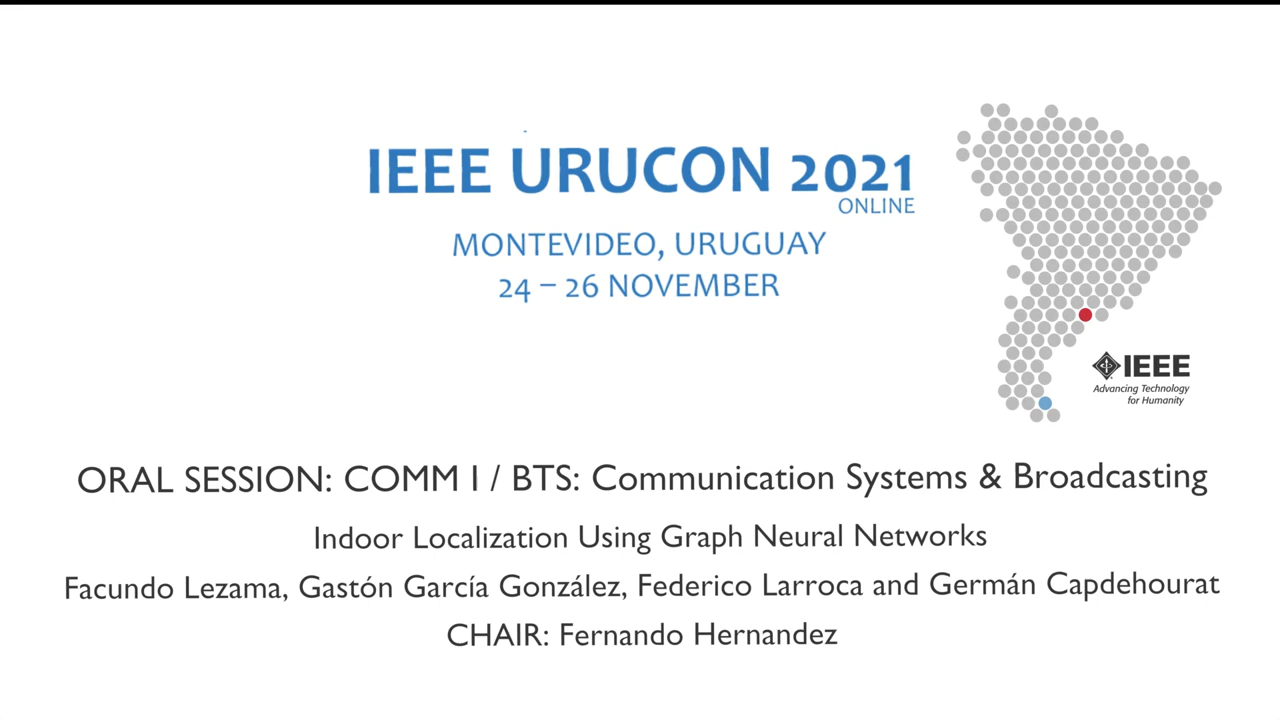 IEEE URUCON 2021
ONLINE
MONTEVIDEO, URUGUAY
24 – 26 NOVEMBER
IEEE
Advancing Technology
for Humanity
ORAL SESSION: COMM I / BTS: Communication Systems & Broadcasting
Indoor Localization Using Graph Neural Networks
Facundo Lezama, Gastón García González, Federico Larroca and Germán Capdehourat
CHAIR: Fernando Hernandez